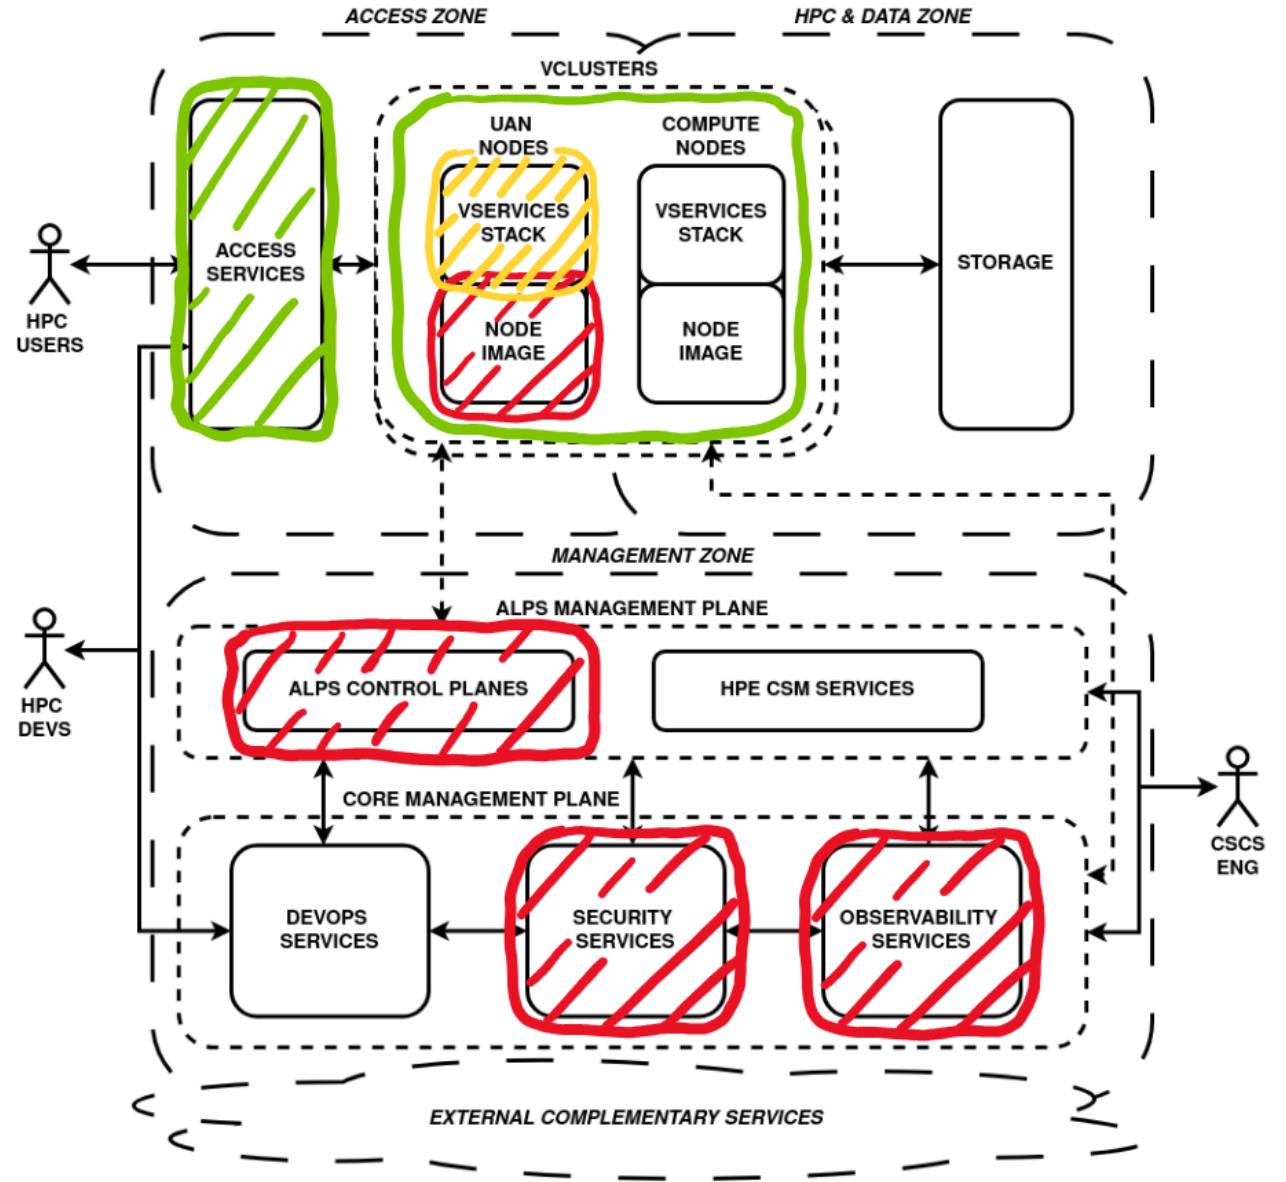 ACCESS ZONE
HPC & DATA ZONE
VCLUSTERS
UAN
NODES
COMPUTE
NODES
VSERVICES
STACK
VSERVICES
STACK
ACCESS
SERVICES
STORAGE
HPC
USERS
NODE
IMAGE
NODE
IMAGE
MANAGEMENT ZONE
ALPS MANAGEMENT PLANE
ALPS CONTROL PLANES
HPE CSM SERVICES
HPC
DEVS
CORE MANAGEMENT PLANE
CSCS
ENG
DEVOPS
SERVICES
SECURITY
SERVICES
OBSERVABILITY
SERVICES
EXTERNAL COMPLEMENTARY SERVICES